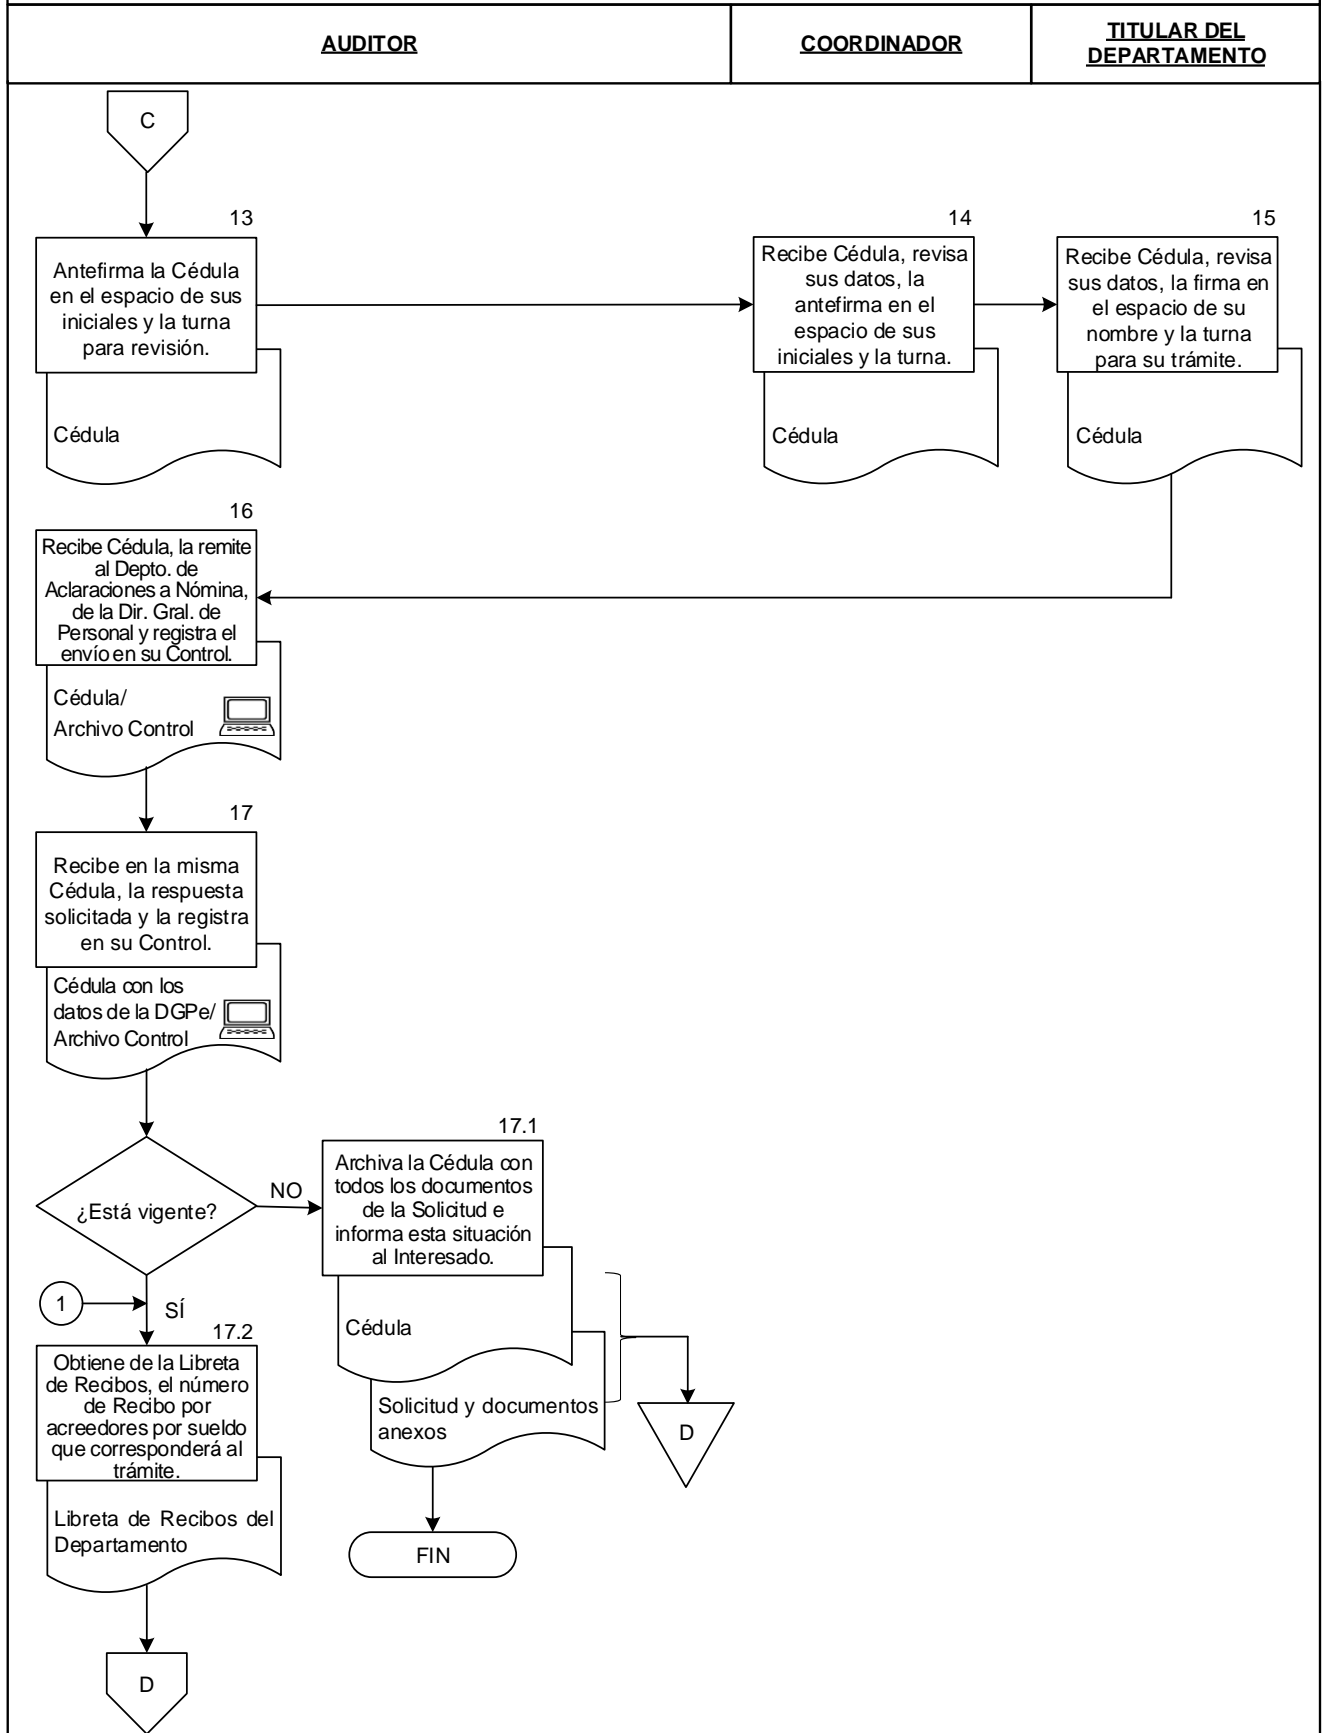 AUDITOR
COORDINADOR
TITULAR DEL
DEPARTAMENTO
C
13
Antefirma la Cédula
en el espacio de sus
iniciales y la turna
para revisión.
Cédula
14
Recibe Cédula, revisa
sus datos, la
antefirma en el
espacio de sus
iniciales y la turna.
Cédula
15
Recibe Cédula, revisa
sus datos, la firma en
el espacio de su
nombre y la turna
para su trámite.
Cédula
16
Recibe Cédula, la remite
al Depto. de
Aclaraciones a Nómina,
de la Dir. Gral. de
Personal y registra el
envío en su Control.
Cédula/
Archivo Control
17
Recibe en la misma
Cédula, la respuesta
solicitada y la registra
en su Control.
Cédula con los
datos de la DGPe/
Archivo Control
¿Está vigente?
NO
17.1
Archiva la Cédula con
todos los documentos
de la Solicitud e
informa esta situación
al Interesado.
Cédula
Solicitud y documentos
anexos
D
FIN
1
SÍ
17.2
Obtiene de la Libreta
de Recibos, el número
de Recibo por
acreedores por sueldo
que corresponderá al
trámite.
Libreta de Recibos del
Departamento
D